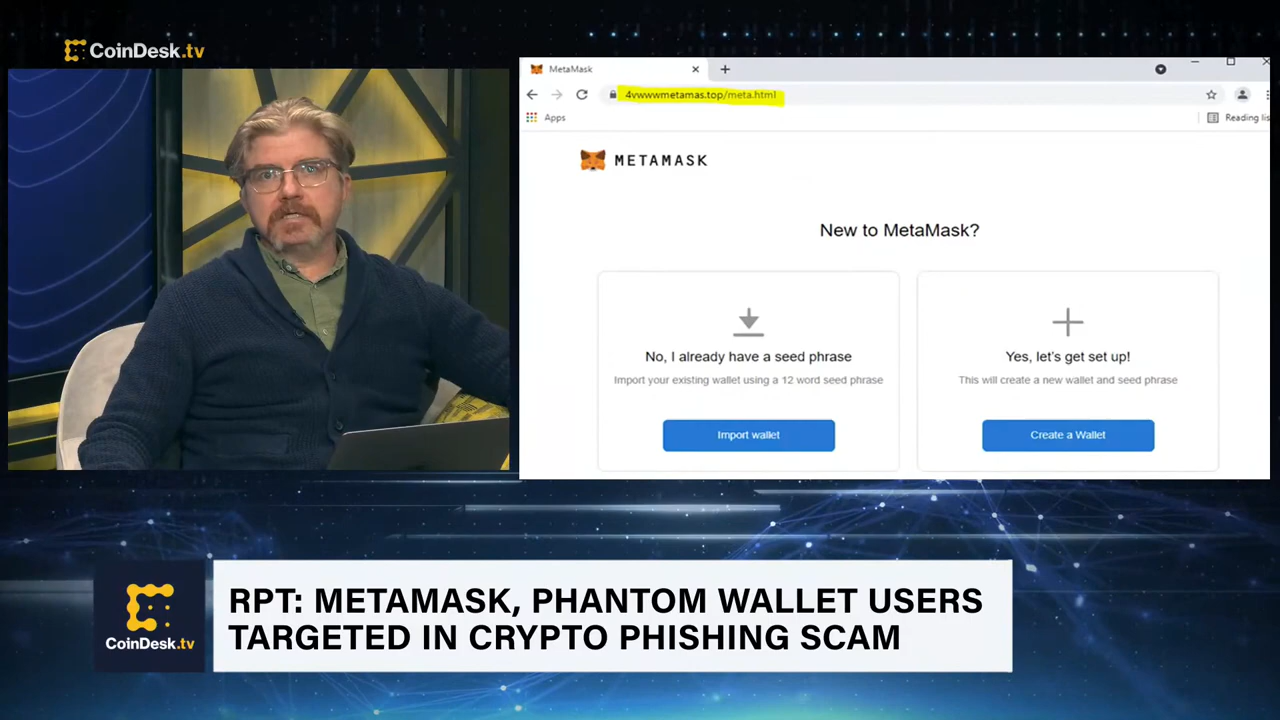 CoinDesk.tv
MetaMask
4vwwwmetamas.top/meta.html
Apps
Reading lis
METAMASK
New to MetaMask?
No, I already have a seed phrase
Import your existing wallet using a 12 word seed phrase
Import wallet
Yes, let's get set up!
This will create a new wallet and seed phrase
Create a Wallet
CoinDesk.tv
RPT: METAMASK, PHANTOM WALLET USERS
TARGETED IN CRYPTO PHISHING SCAM